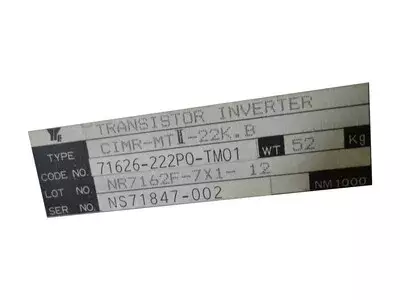 TRANSISTOR INVERTER
TYPE CIMR-MTⅡ-22K.B
CODE NO. 71626-222P0-TM01 WT 52 Kg
LOT NO. NR7162F-7X1- 12
SER NO. NS71847-002 NM1000